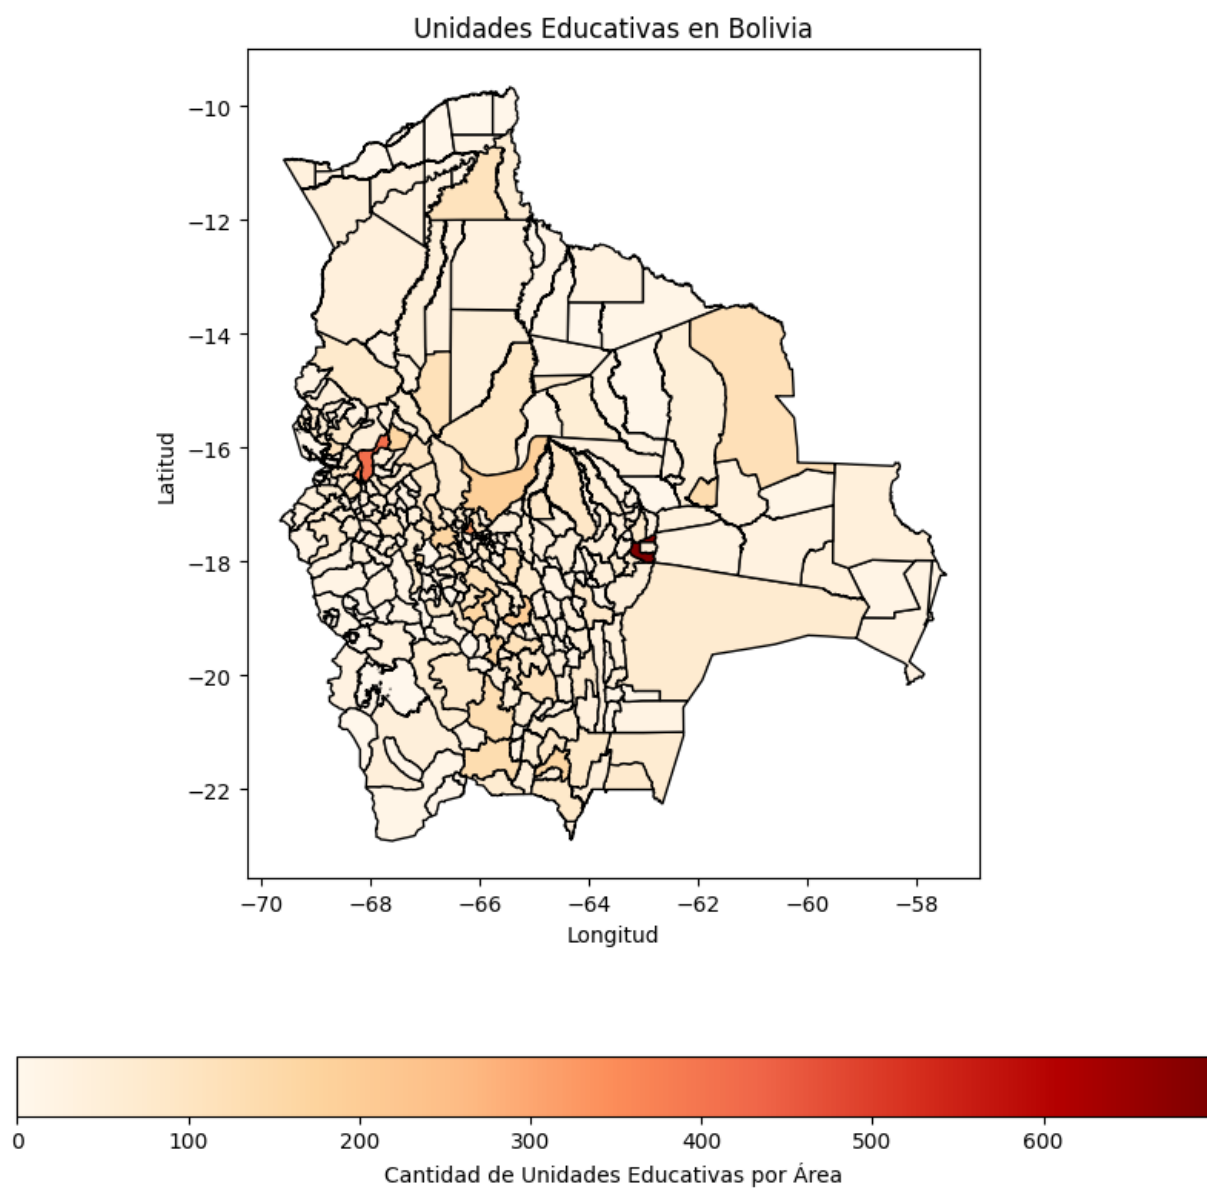 Unidades Educativas en Bolivia
−10
−12
−14
−16
−18
−20
−22
Latitud
−70 −68 −66 −64 −62 −60 −58
Longitud
0 100 200 300 400 500 600
Cantidad de Unidades Educativas por Área